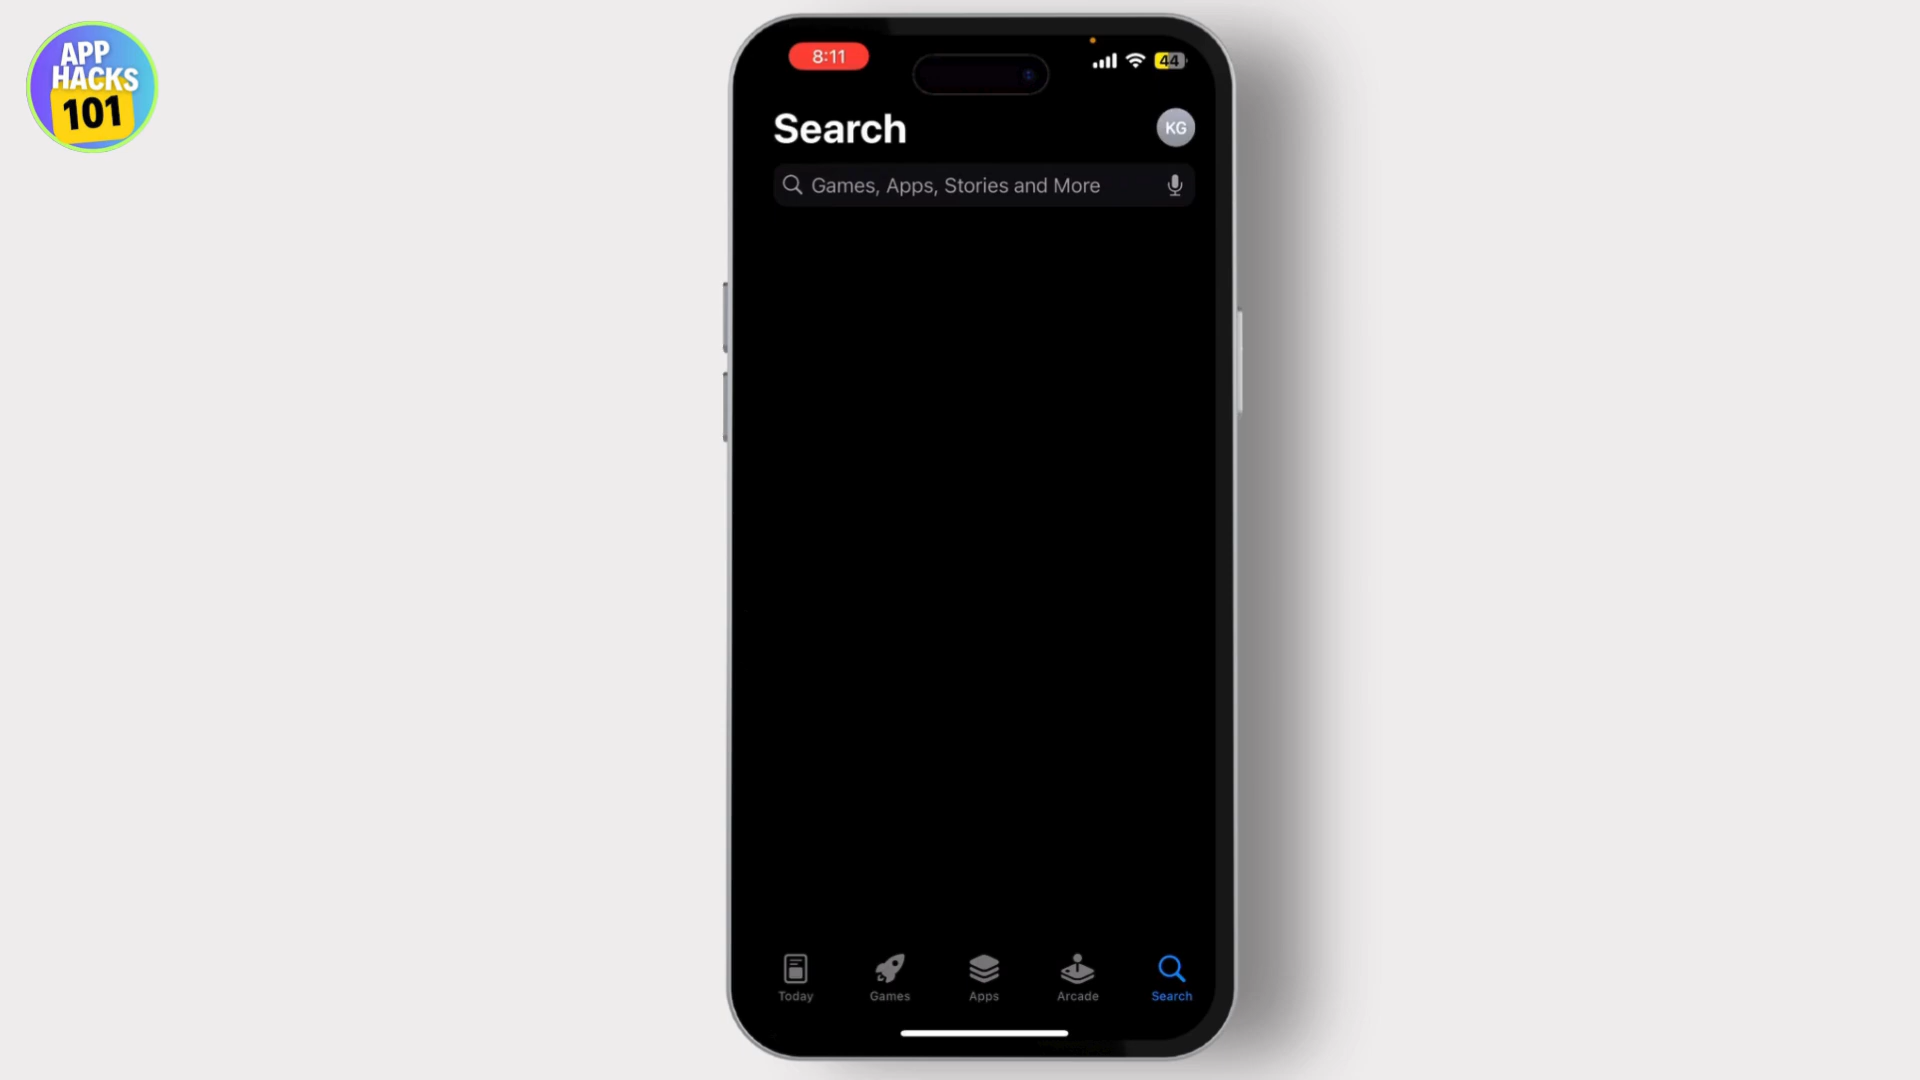 APP
HACKS
101
8:11
44
Search
KG
Games, Apps, Stories and More
Today
Games
Apps
Arcade
Search